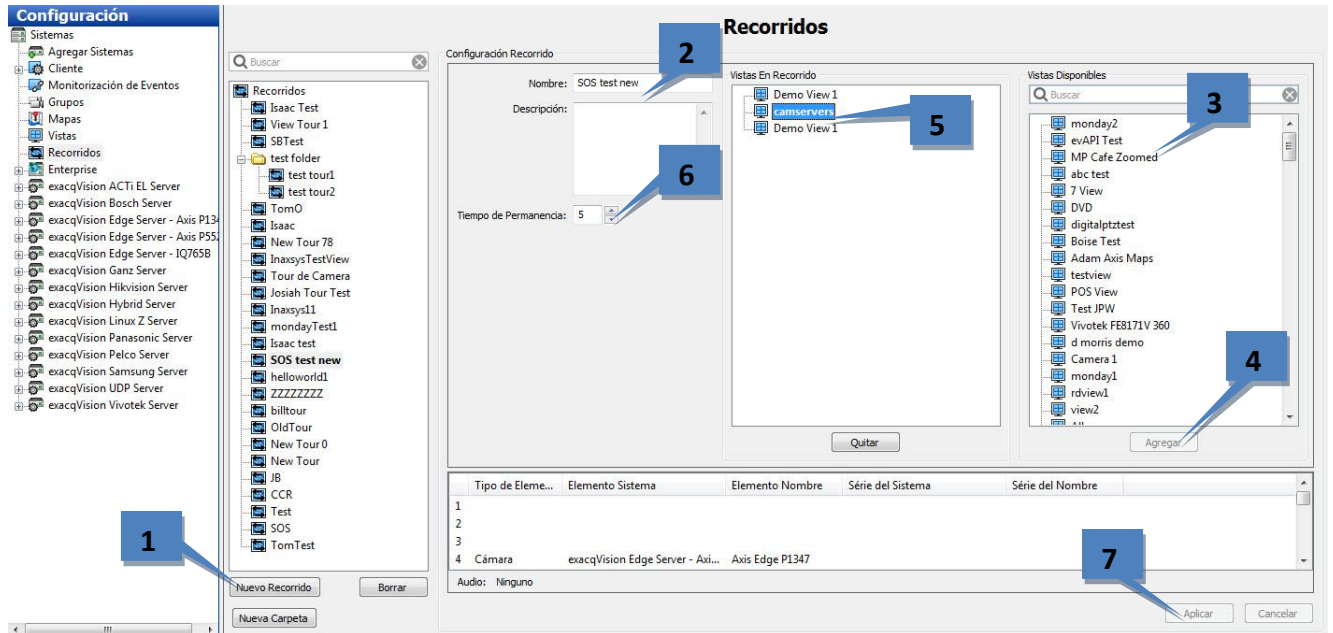 Configuración
Sistemas
Agregar Sistemas
Cliente
Monitorización de Eventos
Grupos
Mapas
Vistas
Recorridos
Enterprise
exacqVision ACTi EL Server
exacqVision Bosch Server
exacqVision Edge Server - Axis P134
exacqVision Edge Server - Axis P552
exacqVision Edge Server - IQ765B
exacqVision Ganz Server
exacqVision Hikvision Server
exacqVision Hybrid Server
exacqVision Linux Z Server
exacqVision Panasonic Server
exacqVision Pelco Server
exacqVision Samsung Server
exacqVision UDP Server
exacqVision Vivotek Server
Recorridos
Buscar
Recorridos
Isaac Test
View Tour 1
SBTest
test folder
test tour1
test tour2
TomO
Isaac
New Tour 78
InaxsysTestView
Tour de Camera
Josiah Tour Test
Inaxsys11
mondayTest1
Isaac test
SOS test new
helloworld1
ZZZZZZZZ
billtour
OldTour
New Tour 0
New Tour
JB
CCR
Test
SOS
TomTest
1
Nuevo Recorrido
Borrar
Nueva Carpeta
Configuración Recorrido
2
Nombre: SOS test new
Descripción:
6
Tiempo de Permanencia: 5
Vistas En Recorrido
Demo View 1
camservers
Demo View 1
5
Quitar
Vistas Disponibles
Buscar
3
monday2
evAPI Test
MP Cafe Zoomed
abc test
7 View
DVD
digitalptztest
Boise Test
Adam Axis Maps
testview
POS View
Test JPW
Vivotek FE8171V 360
d morris demo
Camera 1
monday1
rdview1
view2
4
Agregar
Tipo de Eleme... Elemento Sistema Elemento Nombre Série del Sistema Série del Nombre
1
2
3
4 Cámara exacqVision Edge Server - Axi... Axis Edge P1347
Audio: Ninguno
7
Aplicar
Cancelar